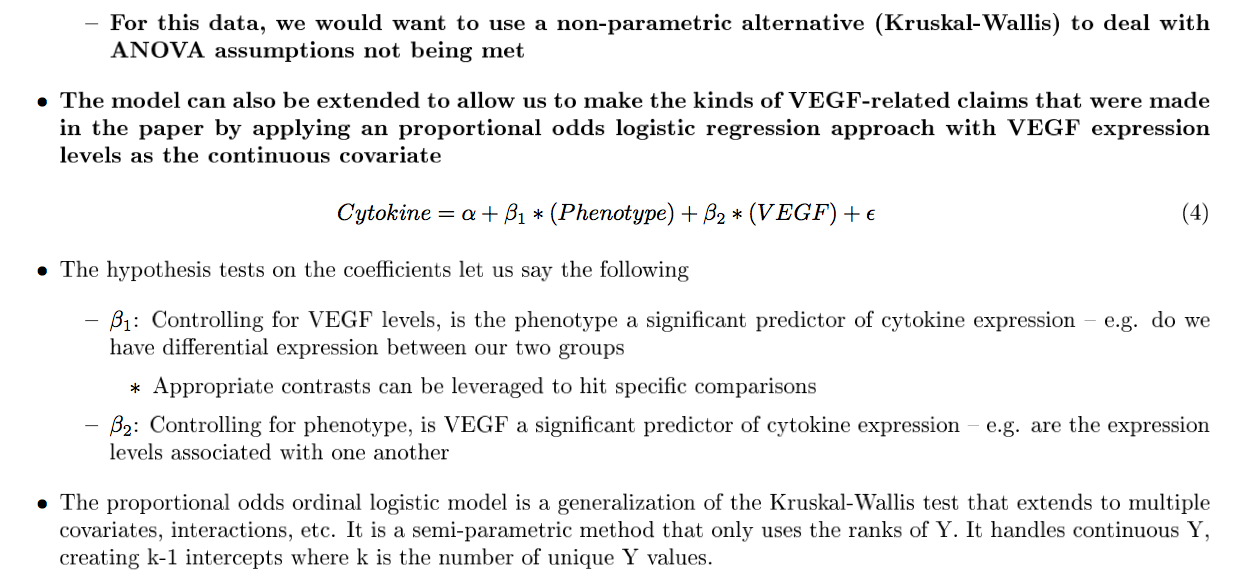 – For this data, we would want to use a non-parametric alternative (Kruskal-Wallis) to deal with
ANOVA assumptions not being met
• The model can also be extended to allow us to make the kinds of VEGF-related claims that were made
in the paper by applying an proportional odds logistic regression approach with VEGF expression
levels as the continuous covariate
Cytokine = α + β₁ ∗ (Phenotype) + β₂ ∗ (VEGF) + ϵ (4)
• The hypothesis tests on the coefficients let us say the following
– β₁: Controlling for VEGF levels, is the phenotype a significant predictor of cytokine expression – e.g. do we
have differential expression between our two groups
∗ Appropriate contrasts can be leveraged to hit specific comparisons
– β₂: Controlling for phenotype, is VEGF a significant predictor of cytokine expression – e.g. are the expression
levels associated with one another
• The proportional odds ordinal logistic model is a generalization of the Kruskal-Wallis test that extends to multiple
covariates, interactions, etc. It is a semi-parametric method that only uses the ranks of Y. It handles continuous Y,
creating k-1 intercepts where k is the number of unique Y values.